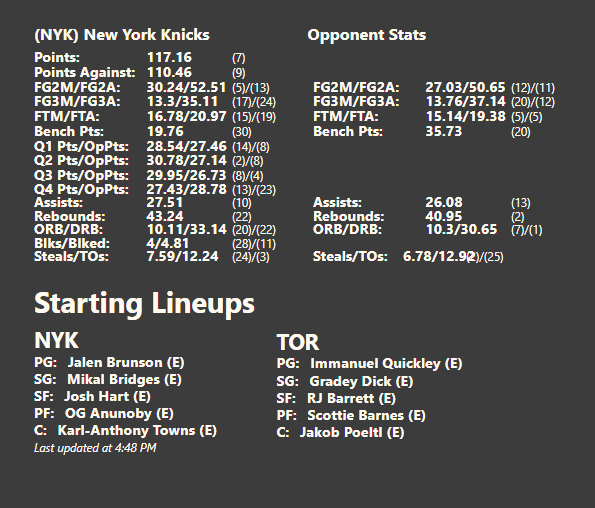 (NYK) New York Knicks Opponent Stats
Points: 117.16 (7)
Points Against: 110.46 (9)
FG2M/FG2A: 30.24/52.51 (5)/(13) FG2M/FG2A: 27.03/50.65 (12)/(11)
FG3M/FG3A: 13.3/35.11 (17)/(24) FG3M/FG3A: 13.76/37.14 (20)/(12)
FTM/FTA: 16.78/20.97 (15)/(19) FTM/FTA: 15.14/19.38 (5)/(5)
Bench Pts: 19.76 (30) Bench Pts: 35.73 (20)
Q1 Pts/OpPts: 28.54/27.46 (14)/(8)
Q2 Pts/OpPts: 30.78/27.14 (2)/(8)
Q3 Pts/OpPts: 29.95/26.73 (8)/(4)
Q4 Pts/OpPts: 27.43/28.78 (13)/(23)
Assists: 27.51 (10) Assists: 26.08 (13)
Rebounds: 43.24 (22) Rebounds: 40.95 (2)
ORB/DRB: 10.11/33.14 (20)/(22) ORB/DRB: 10.3/30.65 (7)/(1)
Blks/Blked: 4/4.81 (28)/(11)
Steals/TOs: 7.59/12.24 (24)/(3) Steals/TOs: 6.78/12.92 (2)/(25)
Starting Lineups
NYK TOR
PG: Jalen Brunson (E) PG: Immanuel Quickley (E)
SG: Mikal Bridges (E) SG: Gradey Dick (E)
SF: Josh Hart (E) SF: RJ Barrett (E)
PF: OG Anunoby (E) PF: Scottie Barnes (E)
C: Karl-Anthony Towns (E) C: Jakob Poeltl (E)
Last updated at 4:48 PM